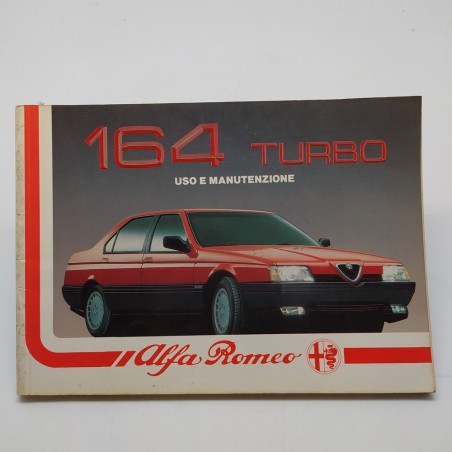 164 TURBO
USO E MANUTENZIONE
Alfa Romeo